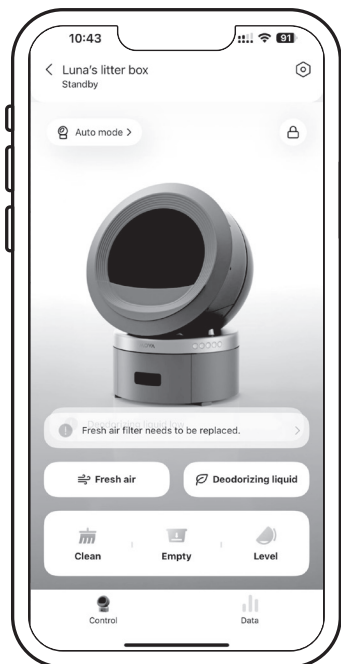 10:43
91
Luna's litter box
Standby
Auto mode >
Fresh air filter needs to be replaced.
Fresh air
Deodorizing liquid
Clean
Empty
Level
Control
Data